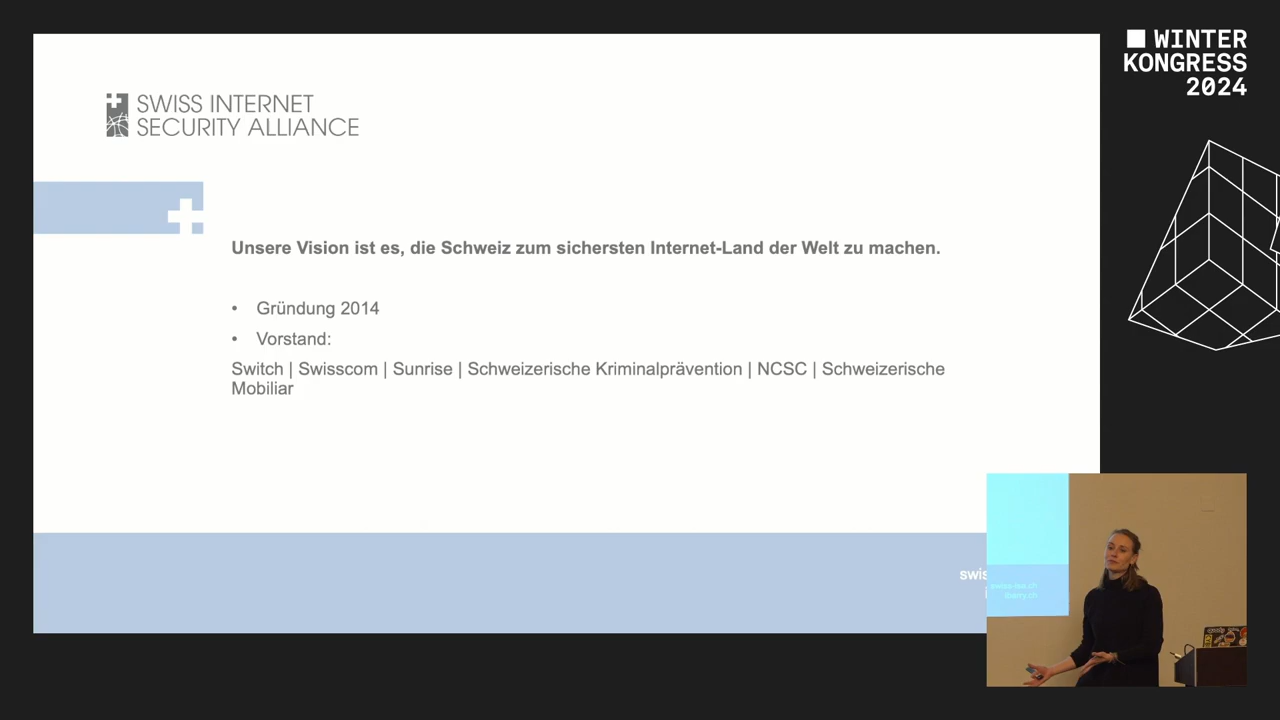 WINTER
KONGRESS
2024
SWISS INTERNET
SECURITY ALLIANCE
Unsere Vision ist es, die Schweiz zum sichersten Internet-Land der Welt zu machen.
• Gründung 2014
• Vorstand:
Switch | Swisscom | Sunrise | Schweizerische Kriminalprävention | NCSC | Schweizerische
Mobiliar